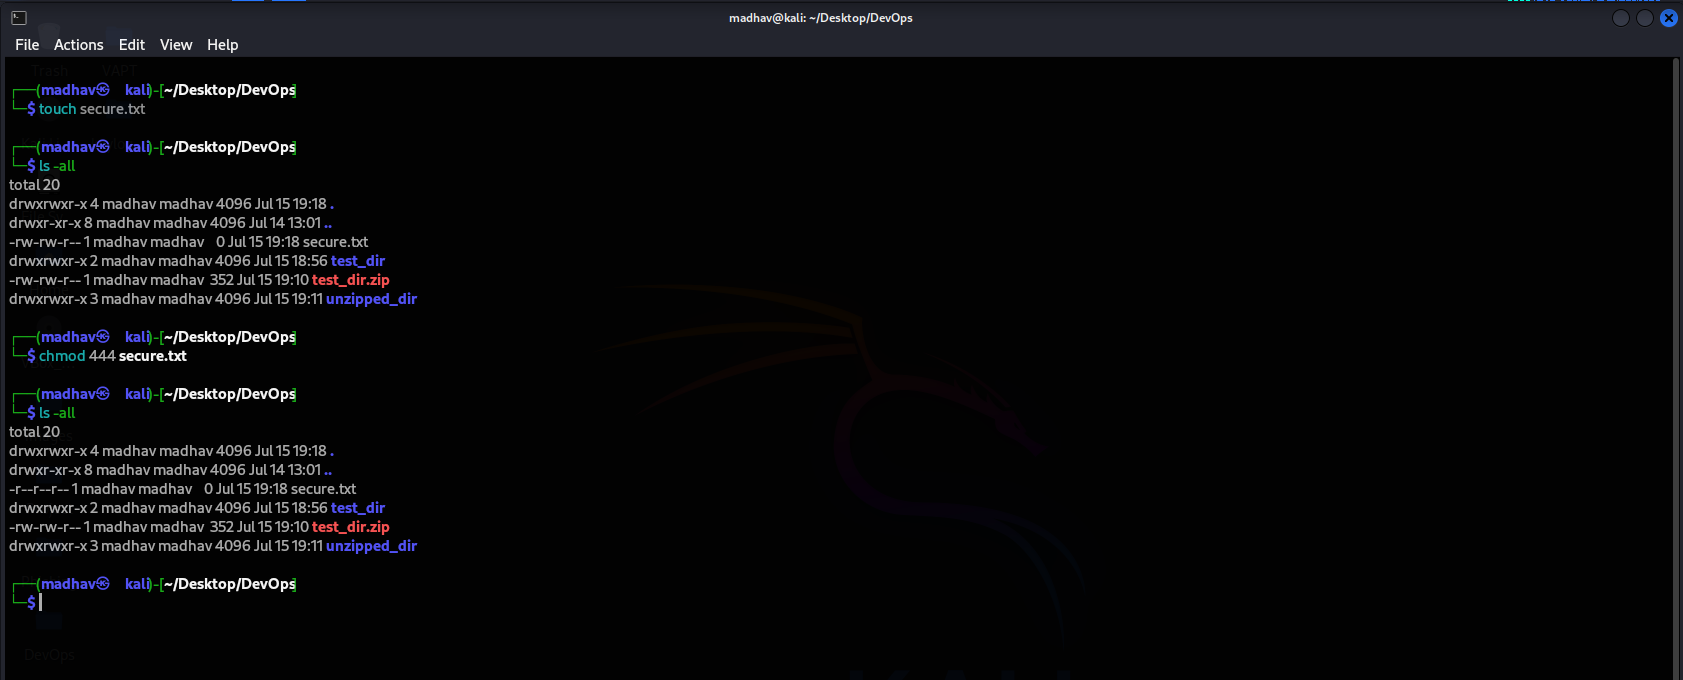 madhav@kali: ~/Desktop/DevOps
File Actions Edit View Help
Trash VAPT
┌──(madhav㉿kali)-[~/Desktop/DevOps]
└─$ touch secure.txt
┌──(madhav㉿kali)-[~/Desktop/DevOps]
└─$ ls -all
total 20
drwxrwxr-x 4 madhav madhav 4096 Jul 15 19:18 .
drwxr-xr-x 8 madhav madhav 4096 Jul 14 13:01 ..
-rw-rw-r-- 1 madhav madhav 0 Jul 15 19:18 secure.txt
drwxrwxr-x 2 madhav madhav 4096 Jul 15 18:56 test_dir
-rw-rw-r-- 1 madhav madhav 352 Jul 15 19:10 test_dir.zip
drwxrwxr-x 3 madhav madhav 4096 Jul 15 19:11 unzipped_dir
┌──(madhav㉿kali)-[~/Desktop/DevOps]
└─$ chmod 444 secure.txt
┌──(madhav㉿kali)-[~/Desktop/DevOps]
└─$ ls -all
total 20
drwxrwxr-x 4 madhav madhav 4096 Jul 15 19:18 .
drwxr-xr-x 8 madhav madhav 4096 Jul 14 13:01 ..
-r--r--r-- 1 madhav madhav 0 Jul 15 19:18 secure.txt
drwxrwxr-x 2 madhav madhav 4096 Jul 15 18:56 test_dir
-rw-rw-r-- 1 madhav madhav 352 Jul 15 19:10 test_dir.zip
drwxrwxr-x 3 madhav madhav 4096 Jul 15 19:11 unzipped_dir
┌──(madhav㉿kali)-[~/Desktop/DevOps]
└─$
DevOps